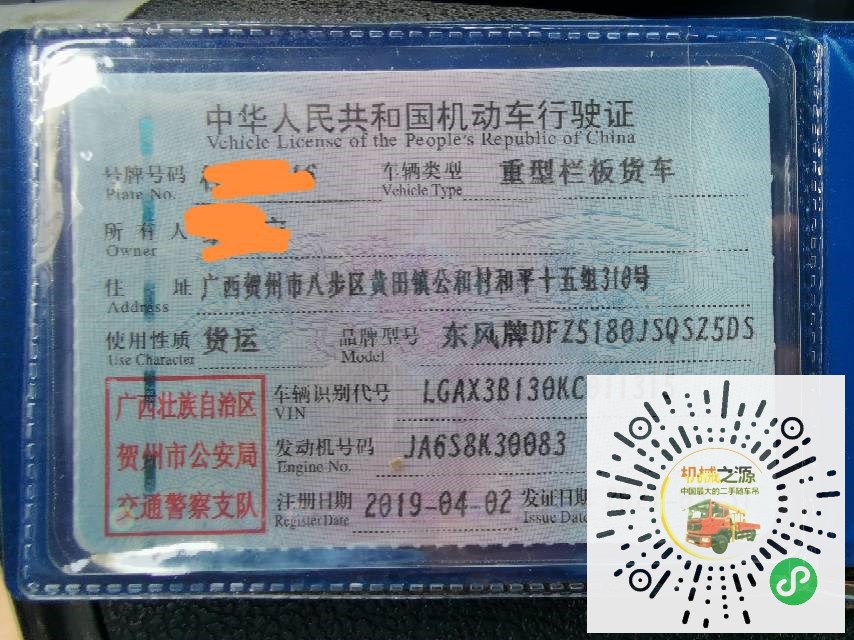 中华人民共和国机动车行驶证
Vehicle License of the People's Republic of China
号牌号码 车辆类型 重型栏板货车
Plate No. Vehicle Type
所有人
Owner
住址 广西贺州市八步区黄田镇公和村和平十五组310号
Address
使用性质 货运 品牌型号 东风牌DFZ5180JSQSZ5DS
Use Character Model
广西壮族自治区
贺州市公安局
交通警察支队
车辆识别代号 LGAX3B130KC
VIN
发动机号码 JA6S8K30083
Engine No.
注册日期 2019-04-02 发证日期
Register Date Issue Date
机械之源
中国最大的二手随车吊